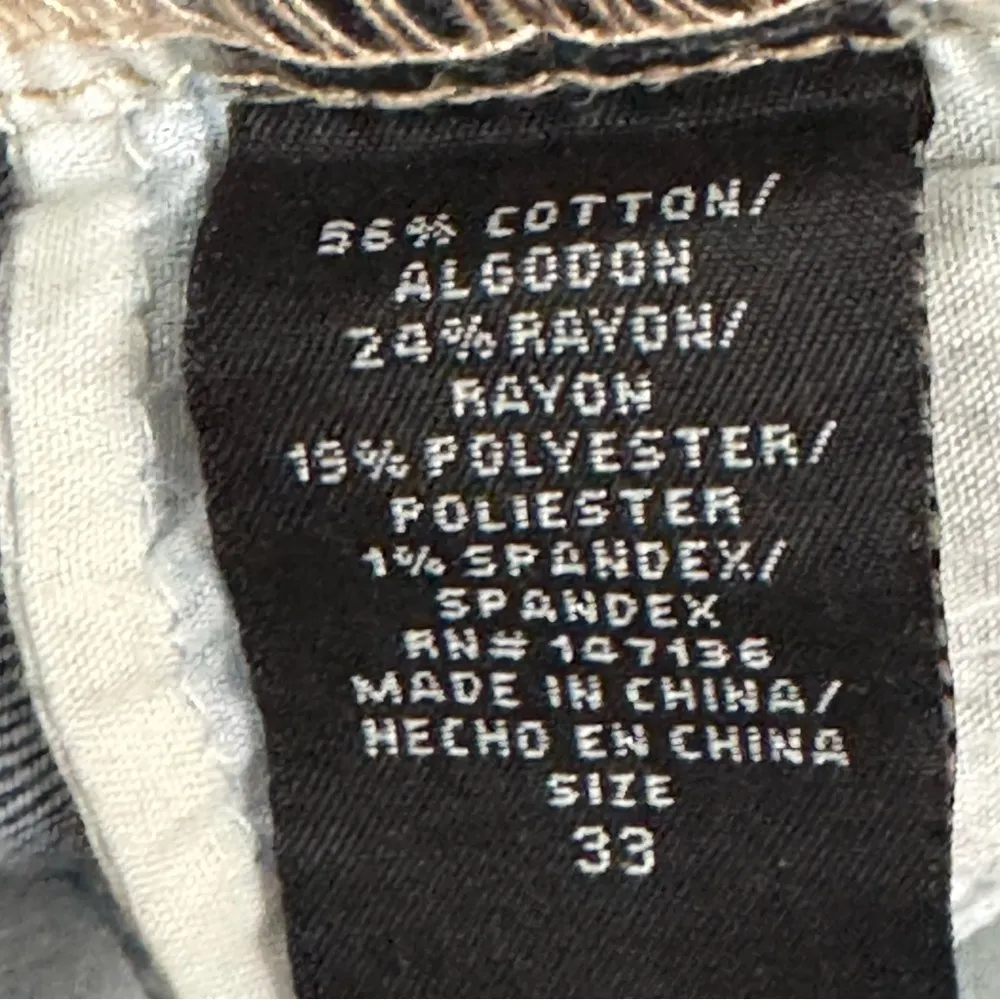 56% COTTON/
ALGODON
24% RAYON/
RAYON
19% POLYESTER/
POLIESTER
1% SPANDEX/
SPANDEX
RN# 147136
MADE IN CHINA/
HECHO EN CHINA
SIZE
33